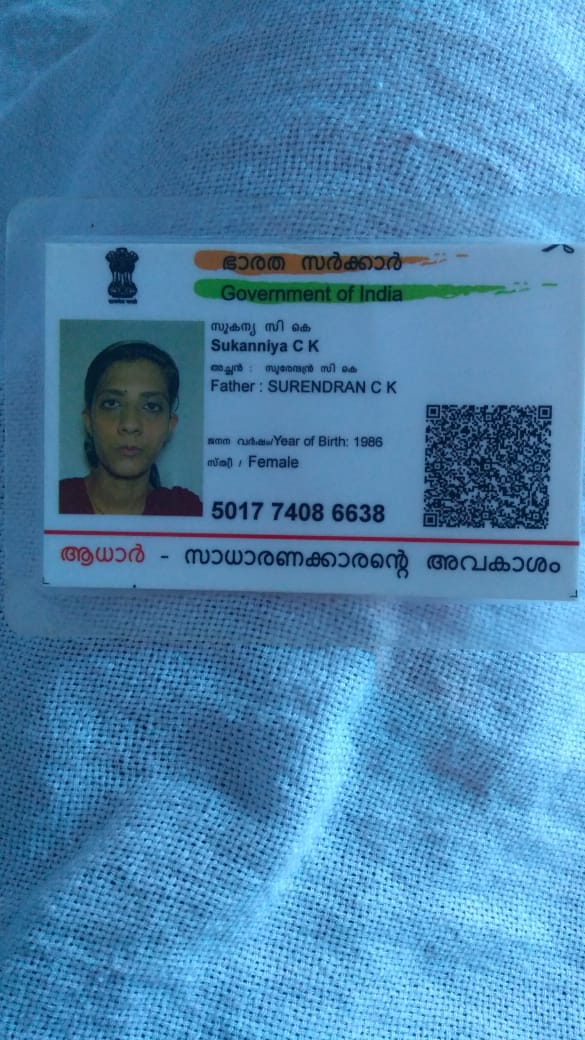 ഭാരത സർക്കാർ
Government of India
സുകന്യ സി കെ
Sukanniya C K
അച്ഛൻ : സുരേന്ദ്രൻ സി കെ
Father : SURENDRAN C K
ജനന വർഷം/Year of Birth: 1986
സ്ത്രീ / Female
5017 7408 6638
ആധാർ - സാധാരണക്കാരന്റെ അവകാശം